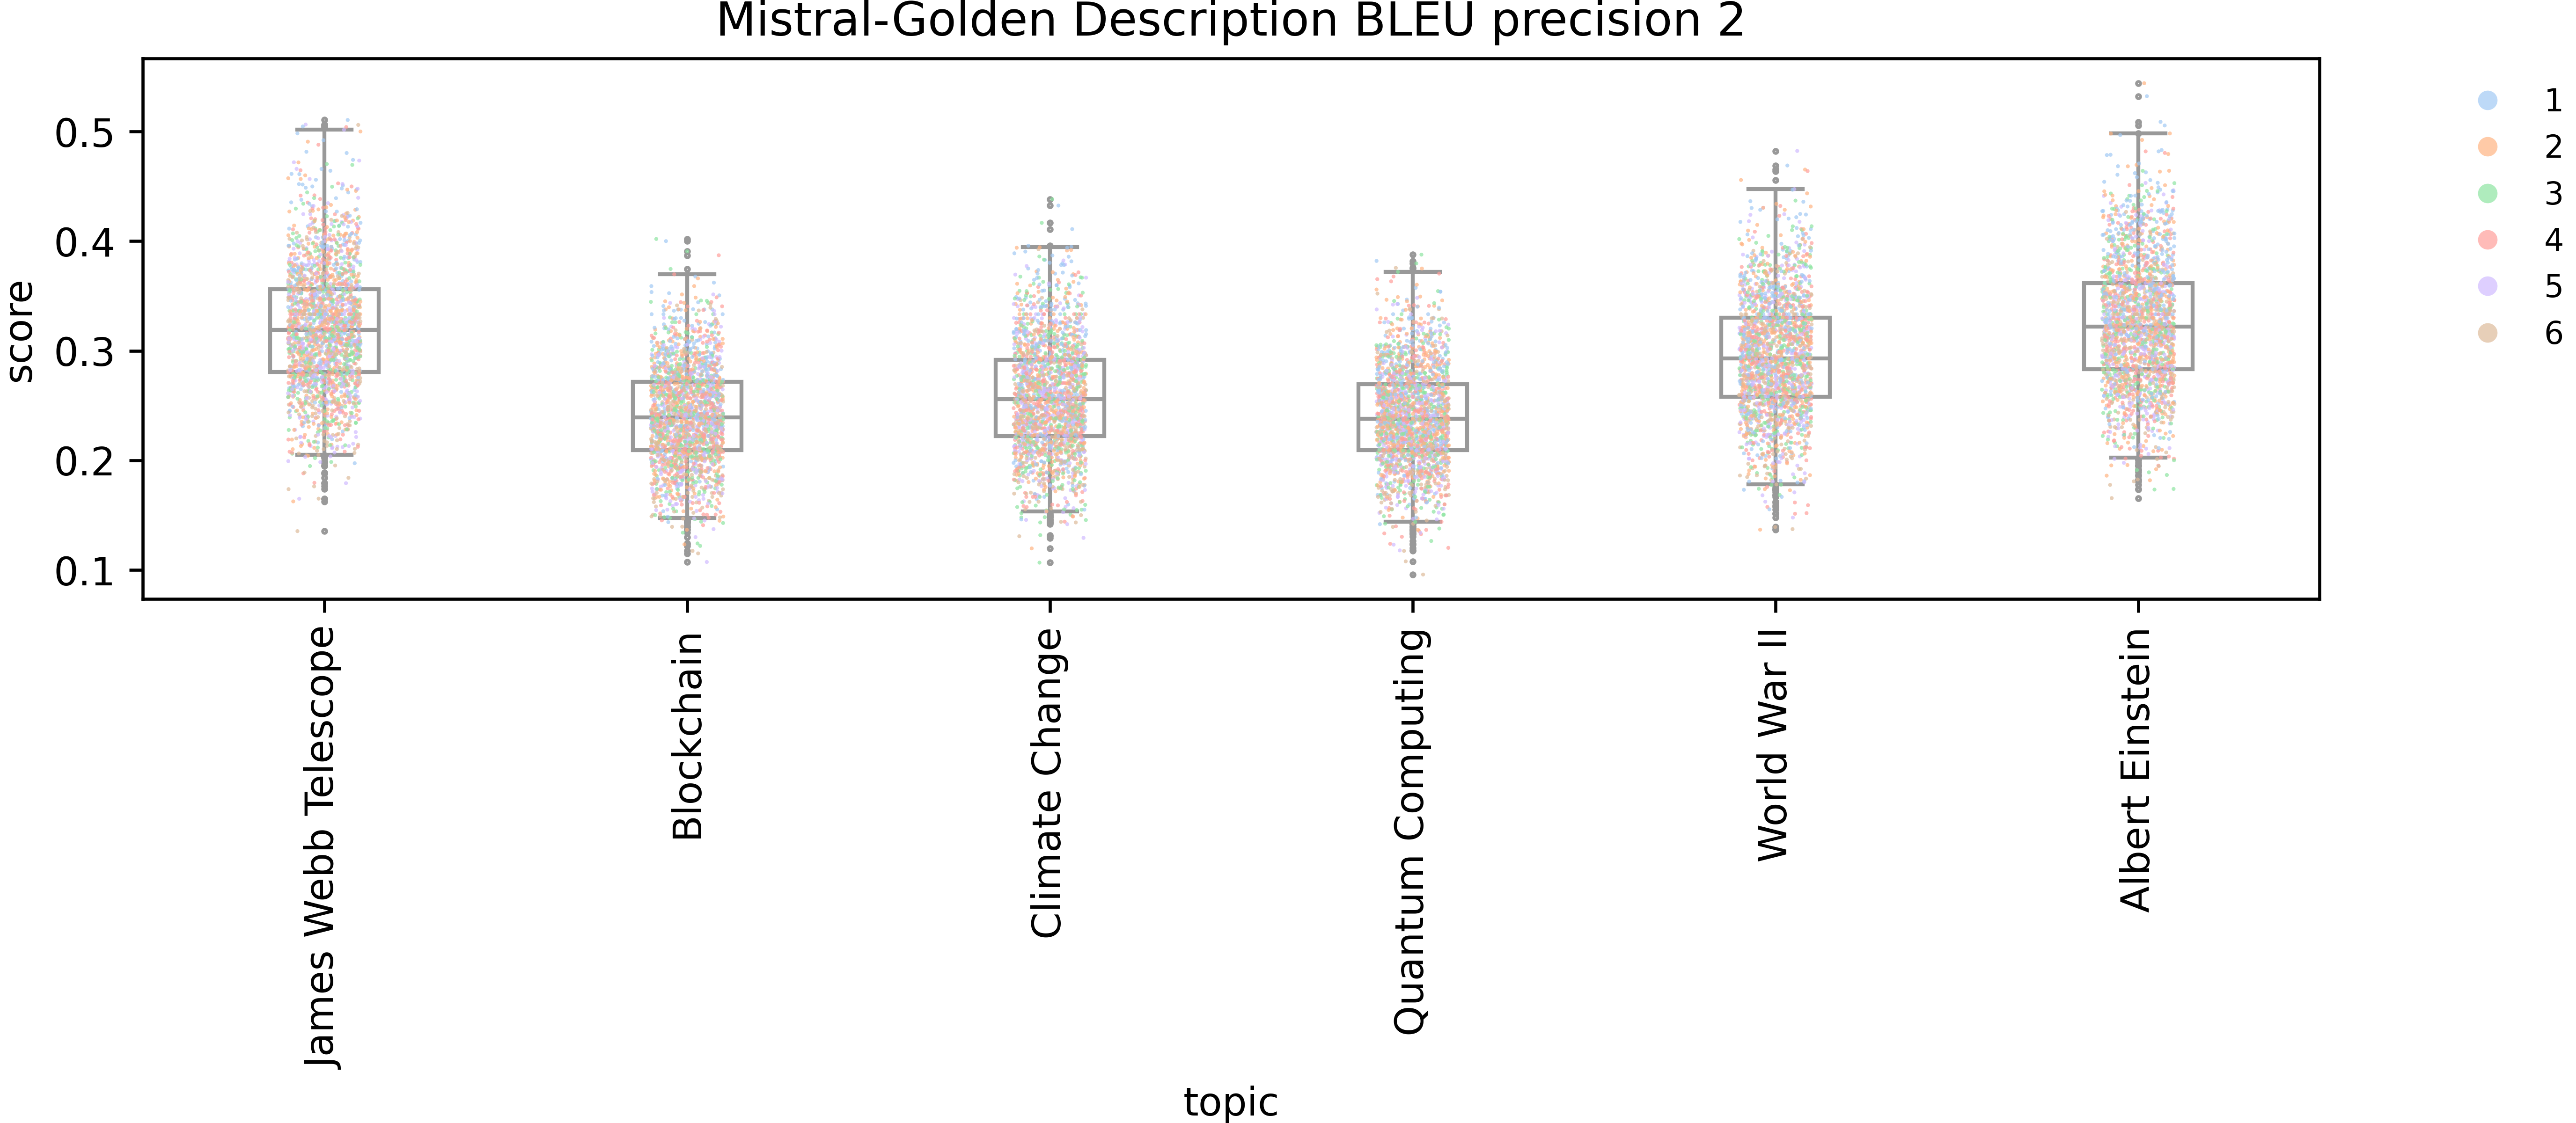 Mistral-Golden Description BLEU precision 2
score
0.5
0.4
0.3
0.2
0.1
James Webb Telescope
Blockchain
Climate Change
Quantum Computing
World War II
Albert Einstein
topic
1
2
3
4
5
6